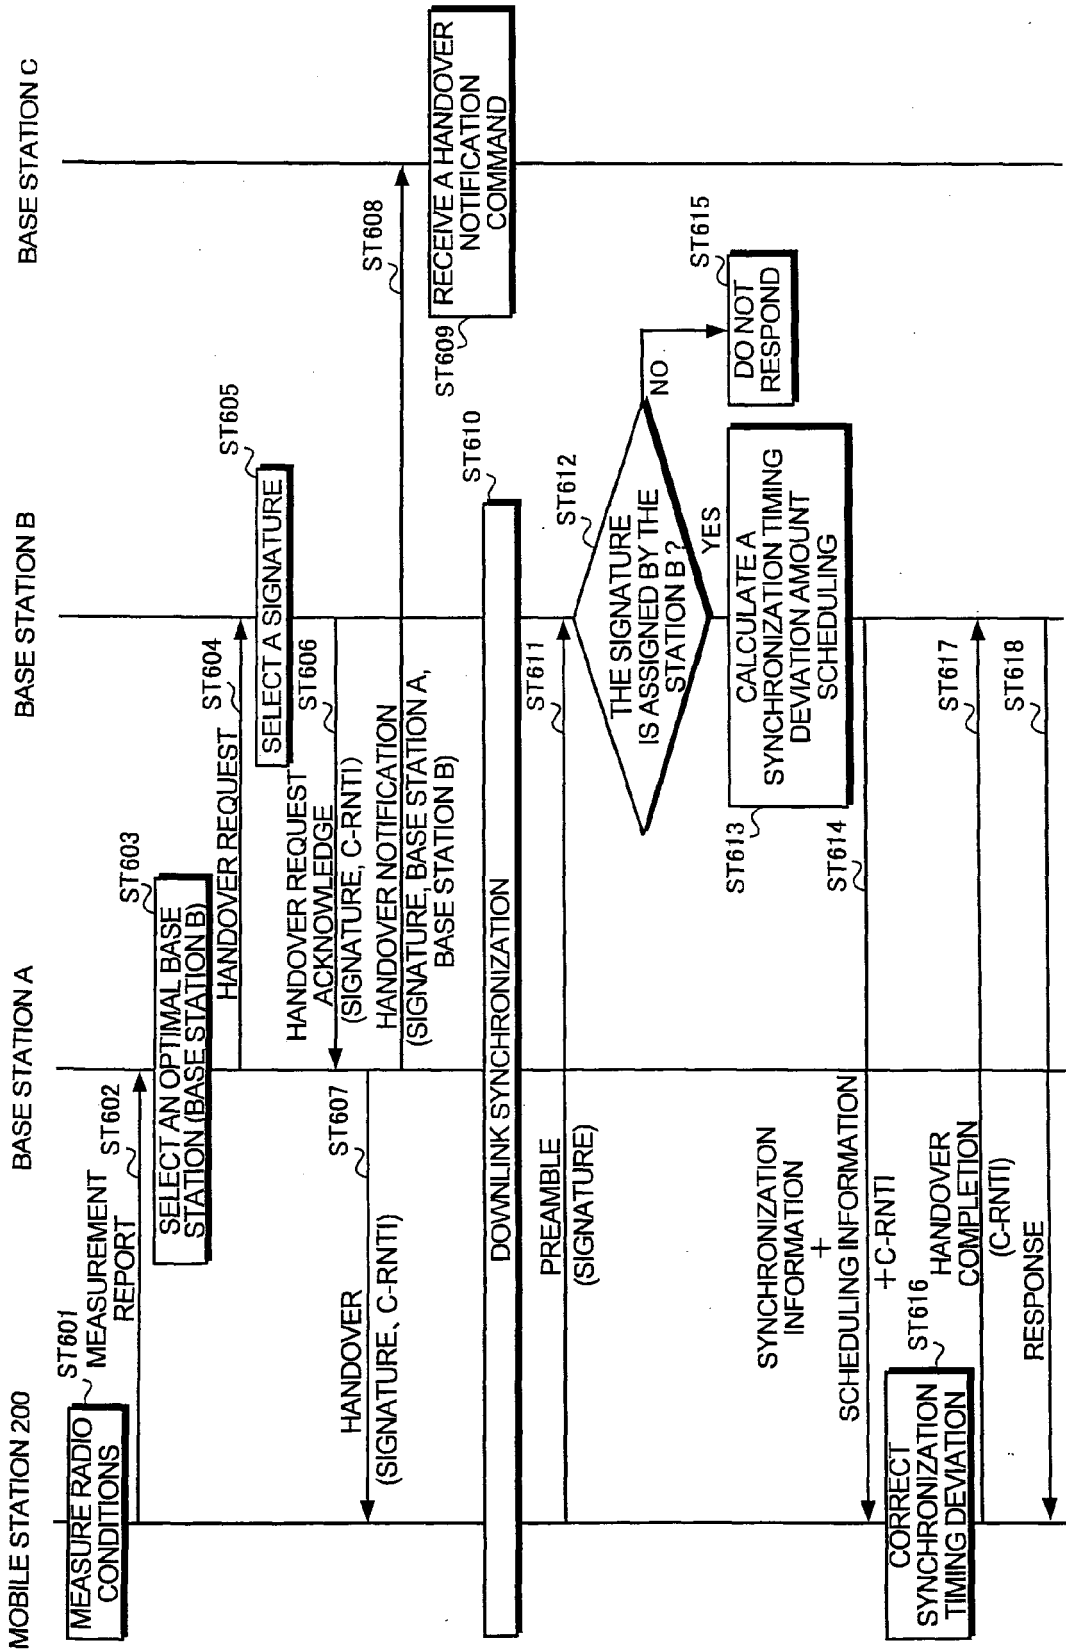 MOBILE STATION 200
BASE STATION A
BASE STATION B
BASE STATION C
ST601
MEASURE RADIO
CONDITIONS
MEASUREMENT
REPORT
ST602
ST603
SELECT AN OPTIMAL BASE
STATION (BASE STATION B)
HANDOVER REQUEST
ST604
ST605
SELECT A SIGNATURE
HANDOVER REQUEST
ACKNOWLEDGE
(SIGNATURE, C-RNTI)
ST606
HANDOVER
(SIGNATURE, C-RNTI)
ST607
HANDOVER NOTIFICATION
(SIGNATURE, BASE STATION A,
BASE STATION B)
ST608
ST609
RECEIVE A HANDOVER
NOTIFICATION
COMMAND
DOWNLINK SYNCHRONIZATION
ST610
PREAMBLE
(SIGNATURE)
ST611
ST612
THE SIGNATURE
IS ASSIGNED BY THE
STATION B ?
NO
YES
ST615
DO NOT
RESPOND
ST613
CALCULATE A
SYNCHRONIZATION TIMING
DEVIATION AMOUNT
SCHEDULING
ST614
SYNCHRONIZATION
INFORMATION
+
SCHEDULING INFORMATION
+C-RNTI
ST616
CORRECT
SYNCHRONIZATION
TIMING DEVIATION
HANDOVER
COMPLETION
(C-RNTI)
ST617
RESPONSE
ST618